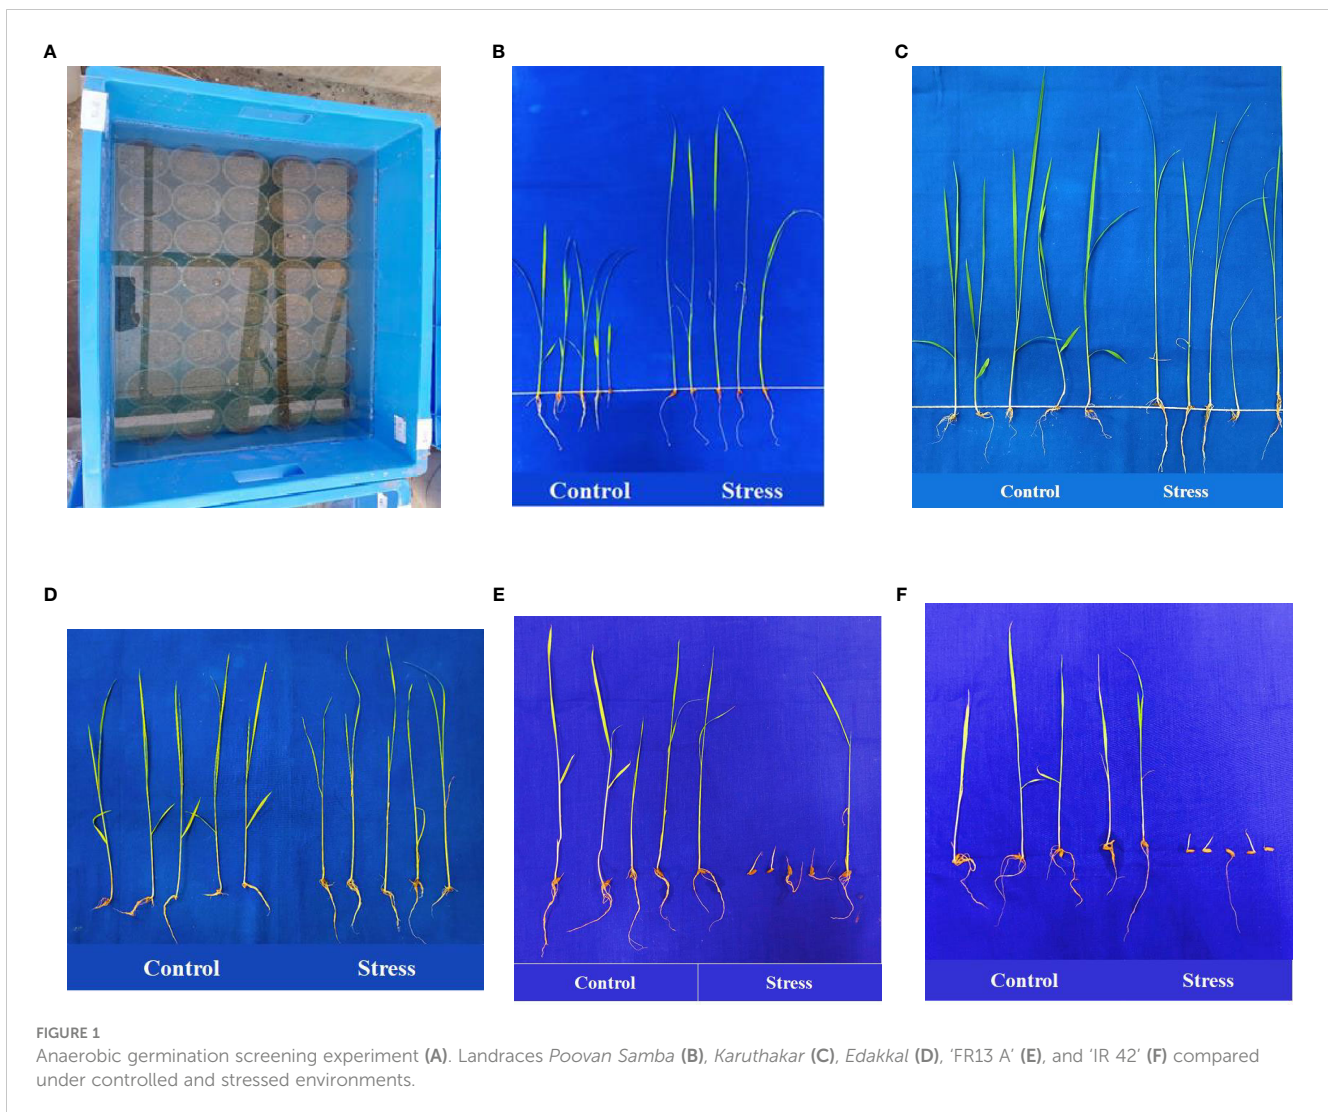 A
B
C
Control
Stress
Control
Stress
D
E
F
Control
Stress
Control
Stress
Control
Stress
FIGURE 1
Anaerobic germination screening experiment (A). Landraces Poovan Samba (B), Karuthakar (C), Edakkal (D), ‘FR13 A’ (E), and ‘IR 42’ (F) compared
under controlled and stressed environments.